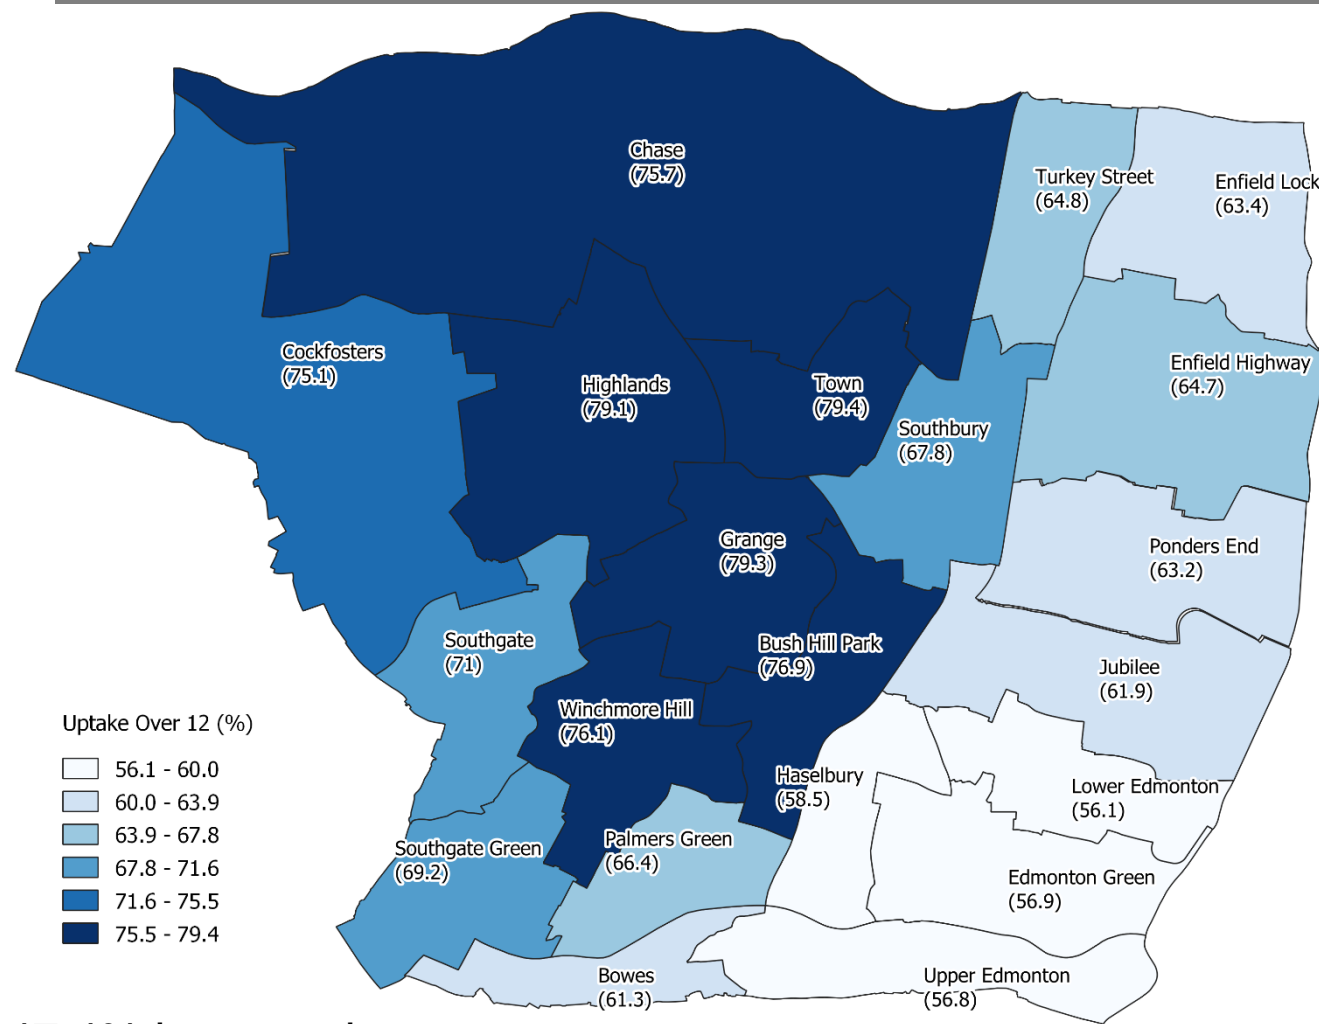 Chase
(75.7)
Turkey Street
(64.8)
Enfield Lock
(63.4)
Cockfosters
(75.1)
Highlands
(79.1)
Town
(79.4)
Enfield Highway
(64.7)
Southbury
(67.8)
Grange
(79.3)
Ponders End
(63.2)
Southgate
(71)
Bush Hill Park
(76.9)
Jubilee
(61.9)
Winchmore Hill
(76.1)
Haselbury
(58.5)
Lower Edmonton
(56.1)
Southgate Green
(69.2)
Palmers Green
(66.4)
Edmonton Green
(56.9)
Bowes
(61.3)
Upper Edmonton
(56.8)
Uptake Over 12 (%)
56.1 - 60.0
60.0 - 63.9
63.9 - 67.8
67.8 - 71.6
71.6 - 75.5
75.5 - 79.4